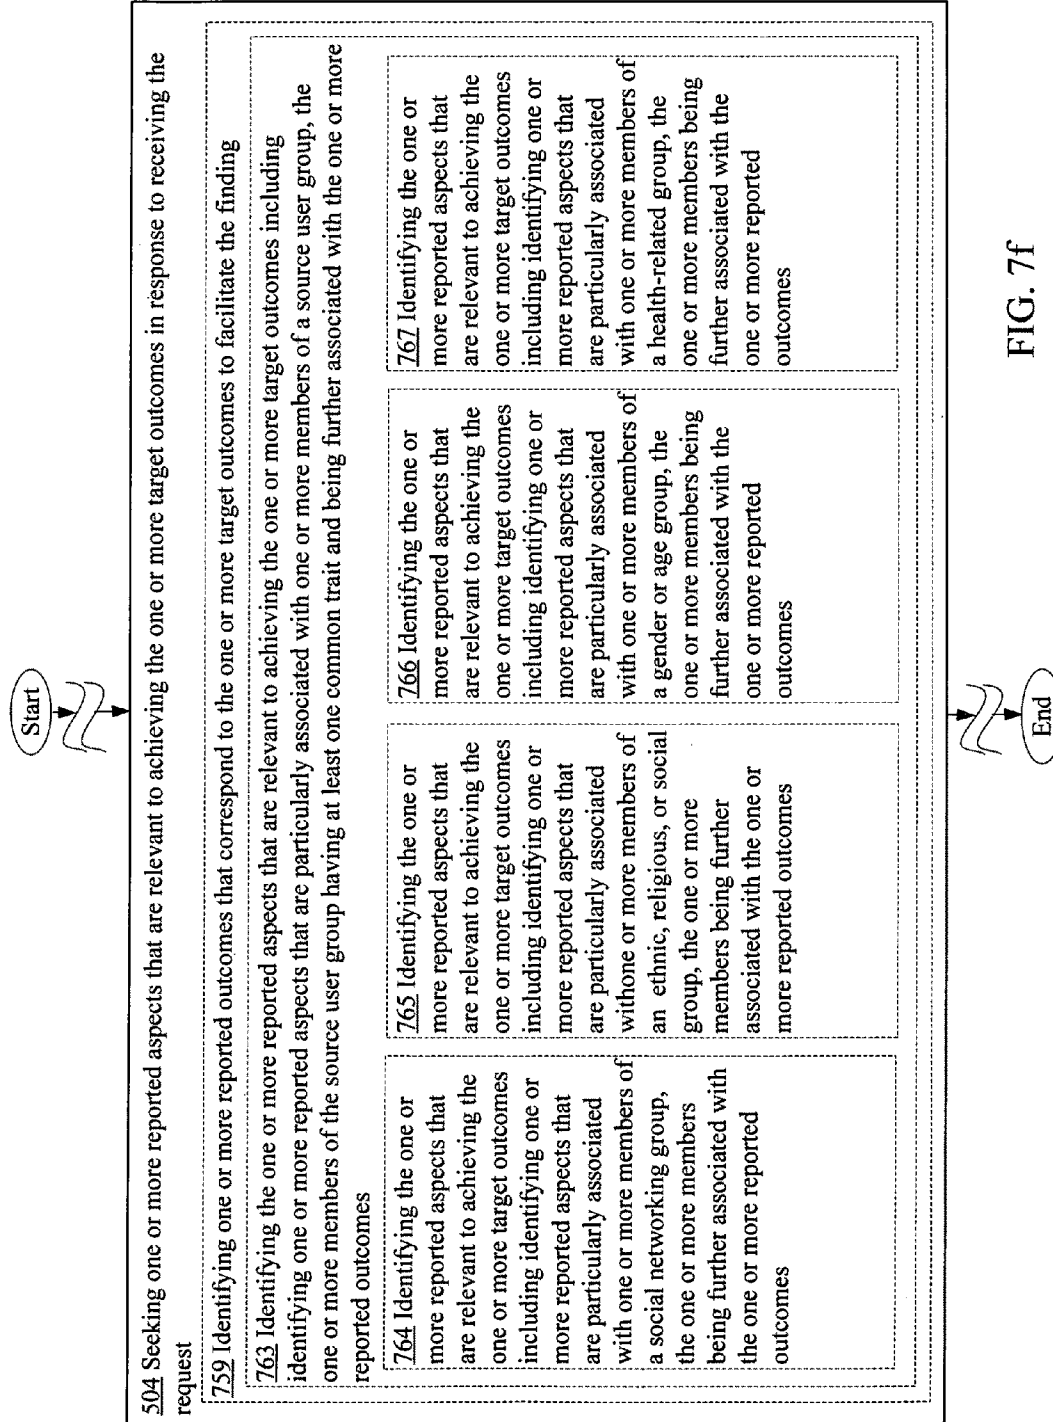 Start
504 Seeking one or more reported aspects that are relevant to achieving the one or more target outcomes in response to receiving the
request
759 Identifying one or more reported outcomes that correspond to the one or more target outcomes to facilitate the finding
763 Identifying the one or more reported aspects that are relevant to achieving the one or more target outcomes including
identifying one or more reported aspects that are particularly associated with one or more members of a source user group, the
one or more members of the source user group having at least one common trait and being further associated with the one or more
reported outcomes
764 Identifying the one or
more reported aspects that
are relevant to achieving the
one or more target outcomes
including identifying one or
more reported aspects that
are particularly associated
with one or more members of
a social networking group,
the one or more members
being further associated with
the one or more reported
outcomes
765 Identifying the one or
more reported aspects that
are relevant to achieving the
one or more target outcomes
including identifying one or
more reported aspects that
are particularly associated
withone or more members of
an ethnic, religious, or social
group, the one or more
members being further
associated with the one or
more reported outcomes
766 Identifying the one or
more reported aspects that
are relevant to achieving the
one or more target outcomes
including identifying one or
more reported aspects that
are particularly associated
with one or more members of
a gender or age group, the
one or more members being
further associated with the
one or more reported
outcomes
767 Identifying the one or
more reported aspects that
are relevant to achieving the
one or more target outcomes
including identifying one or
more reported aspects that
are particularly associated
with one or more members of
a health-related group, the
one or more members being
further associated with the
one or more reported
outcomes
End
FIG. 7f